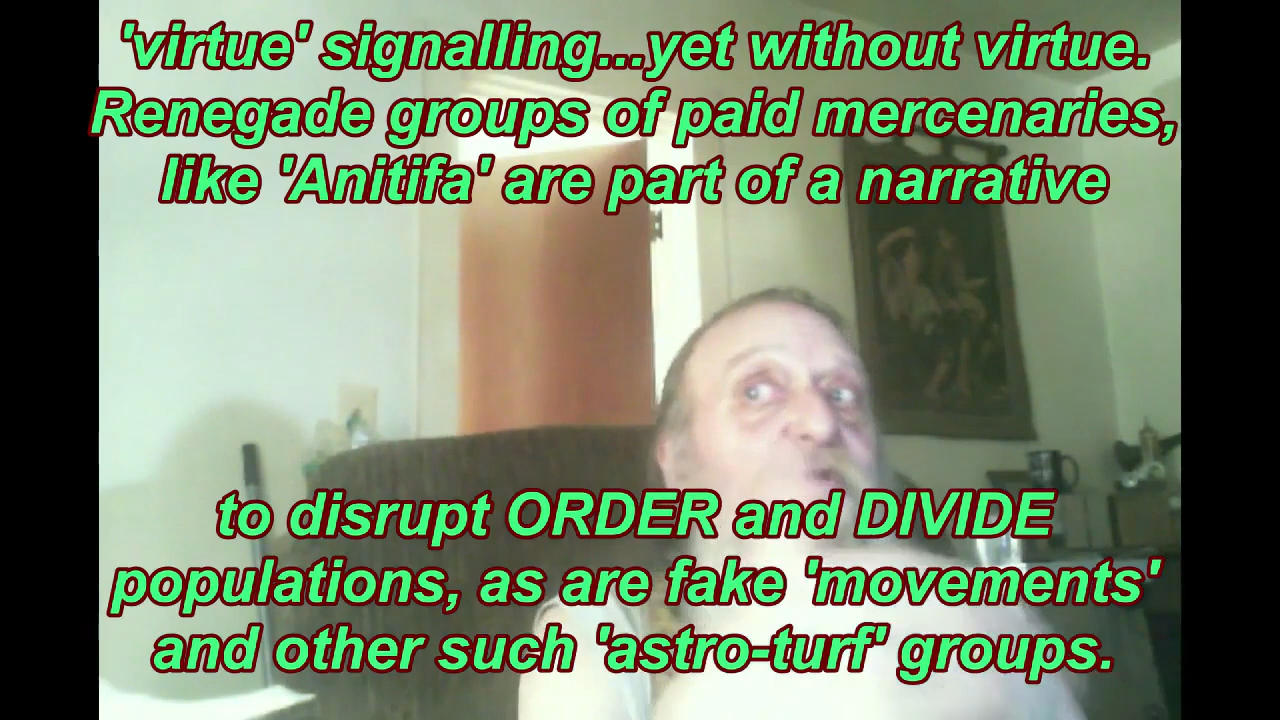 'virtue' signalling...yet without virtue.
Renegade groups of paid mercenaries,
like 'Anitifa' are part of a narrative
to disrupt ORDER and DIVIDE
populations, as are fake 'movements'
and other such 'astro-turf' groups.